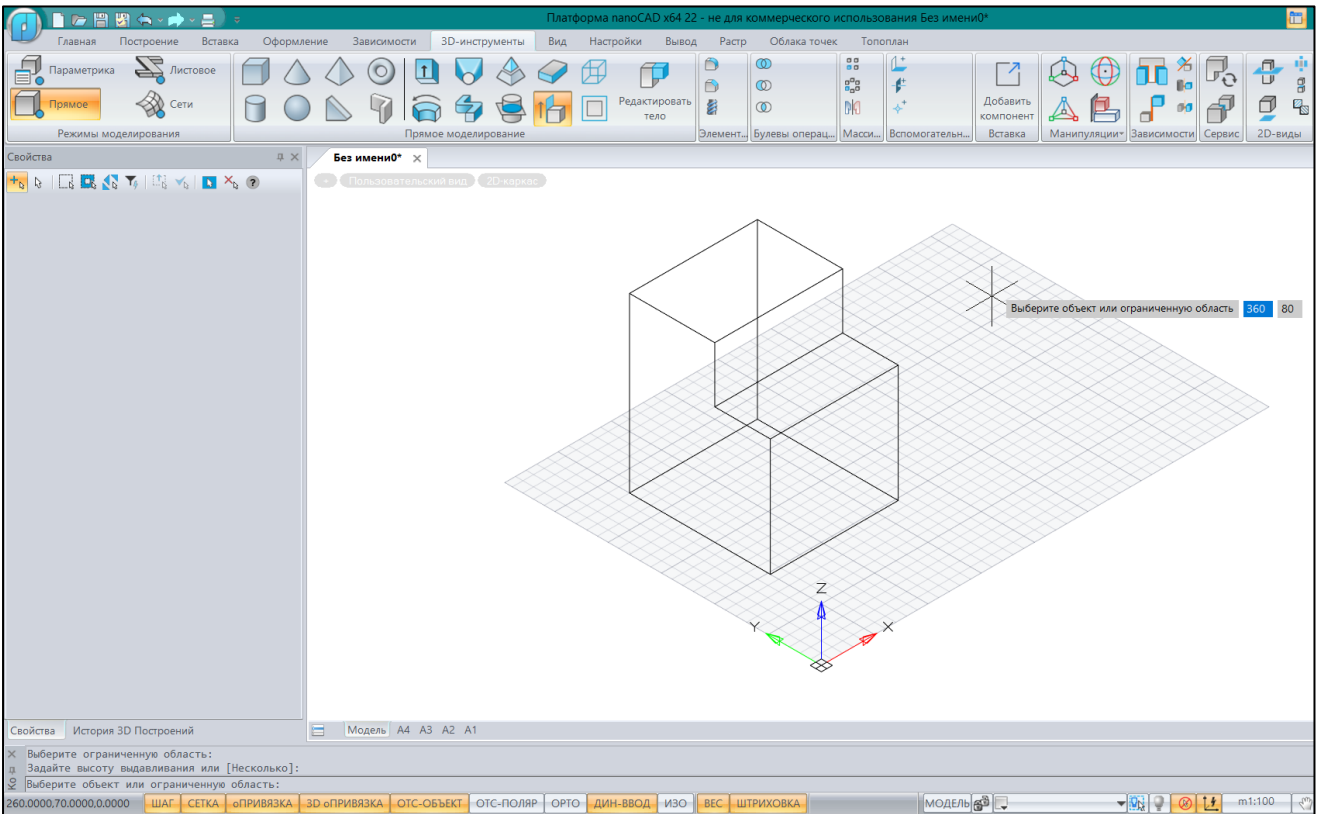 Платформа nanoCAD x64 22 - не для коммерческого использования Без имени0*
Главная Построение Вставка Оформление Зависимости 3D-инструменты Вид Настройки Вывод Растр Облака точек Топоплан
Параметрика Листовое
Прямое Сети
Редактировать тело
Добавить компонент
Режимы моделирования Прямое моделирование Элемент... Булевы операц... Масси... Вспомогательн... Вставка Манипуляции Зависимости Сервис 2D-виды
Свойства
Без имени0*
Пользовательский вид 2D-каркас
Выберите объект или ограниченную область 360 80
Z
Y X
Свойства История 3D Построений
Модель A4 A3 A2 A1
Выберите ограниченную область:
Задайте высоту выдавливания или [Несколько]:
Ко
Выберите объект или ограниченную область:
260.0000,70.0000,0.0000 ШАГ СЕТКА оПРИВЯЗКА 3D оПРИВЯЗКА ОТС-ОБЪЕКТ ОТС-ПОЛЯР ОРТО ДИН-ВВОД ИЗО ВЕС ШТРИХОВКА МОДЕЛЬ m1:100